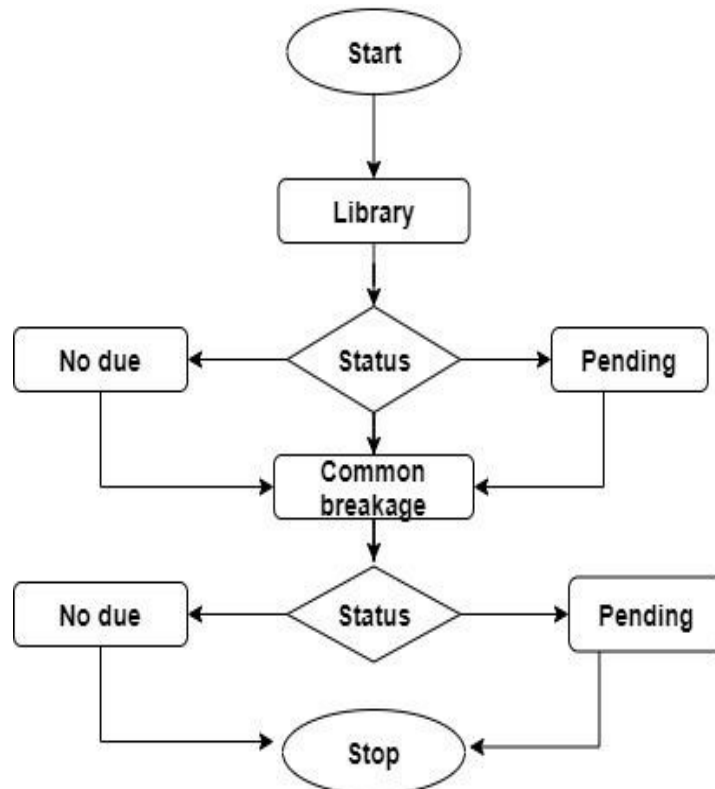 Start
Library
No due
Status
Pending
Common
breakage
No due
Status
Pending
Stop